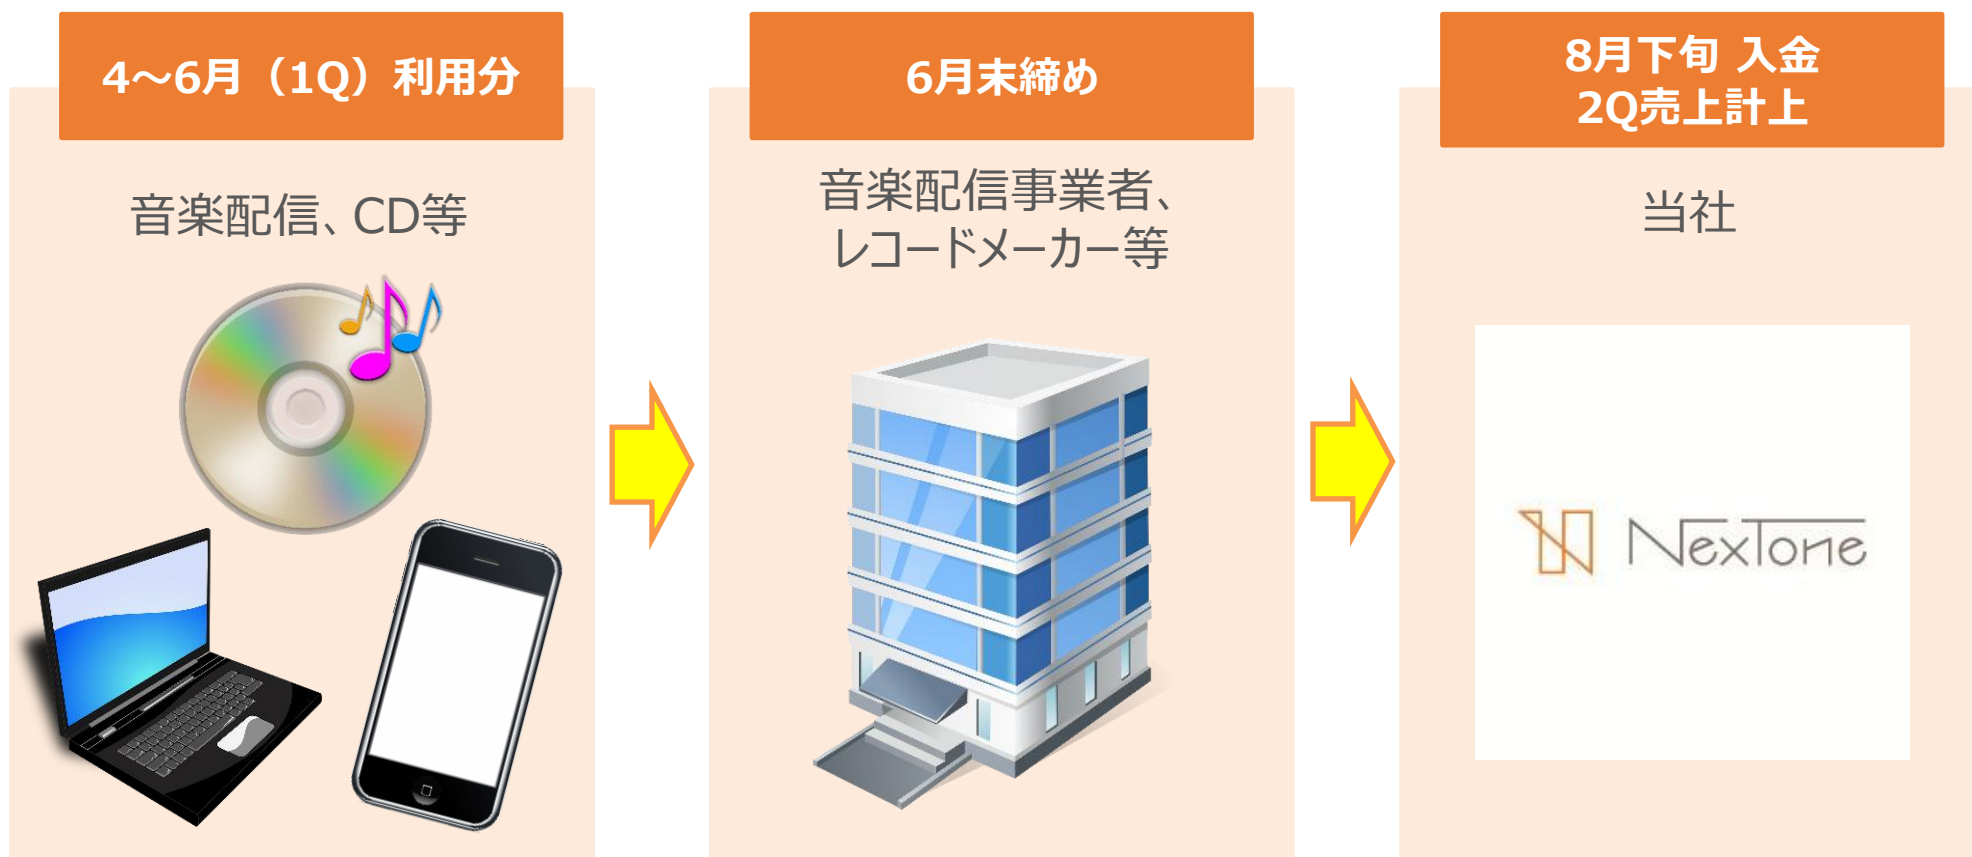 4～6月（1Q）利用分
音楽配信、CD等
6月末締め
音楽配信事業者、
レコードメーカー等
8月下旬 入金
2Q売上計上
当社
NexTone